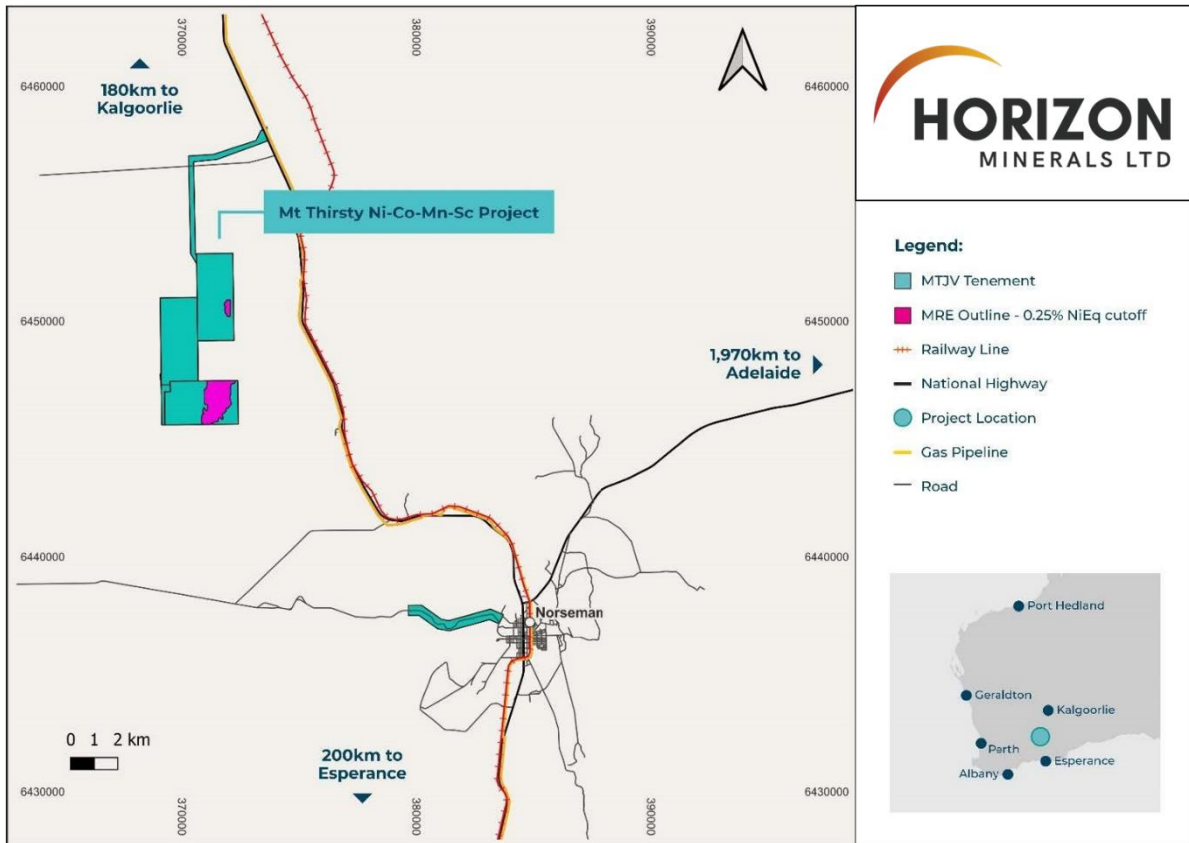 370000
380000
390000
6460000
6460000
180km to
Kalgoorlie
Mt Thirsty Ni-Co-Mn-Sc Project
6450000
6450000
1,970km to
Adelaide
6440000
6440000
Norseman
0 1 2 km
200km to
Esperance
6430000
6430000
370000
380000
390000
HORIZON
MINERALS LTD
Legend:
MTJV Tenement
MRE Outline - 0.25% NiEq cutoff
Railway Line
National Highway
Project Location
Gas Pipeline
Road
Port Hedland
Geraldton
Kalgoorlie
Perth
Esperance
Albany